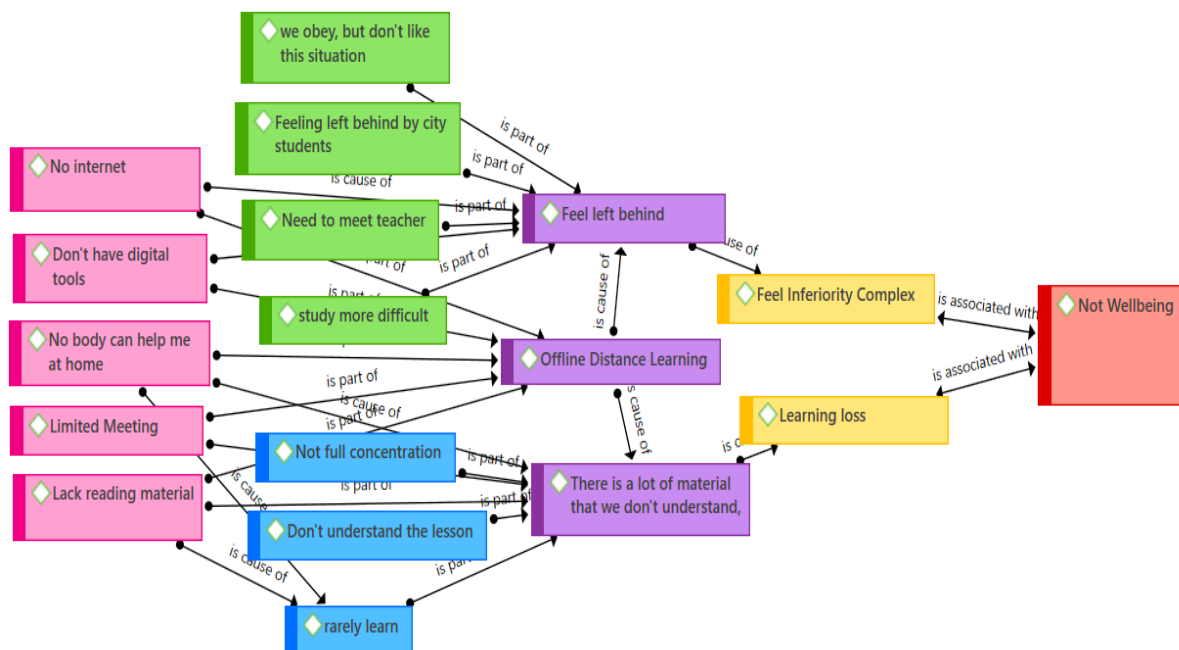 we obey, but don't like
this situation
is part of
Feeling left behind by city
students
is part of
No internet
is cause of
Need to meet teacher
is part of
Feel left behind
Don't have digital
tools
is part of
Feel Inferiority Complex
is associated with
Not Wellbeing
study more difficult
is cause of
No body can help me
at home
Offline Distance Learning
is part of
is associated with
Limited Meeting
is cause of
is part of
Learning loss
Not full concentration
is part of
Lack reading material
is part of
is part of
There is a lot of material
that we don't understand,
Don't understand the lesson
is cause of
rarely learn